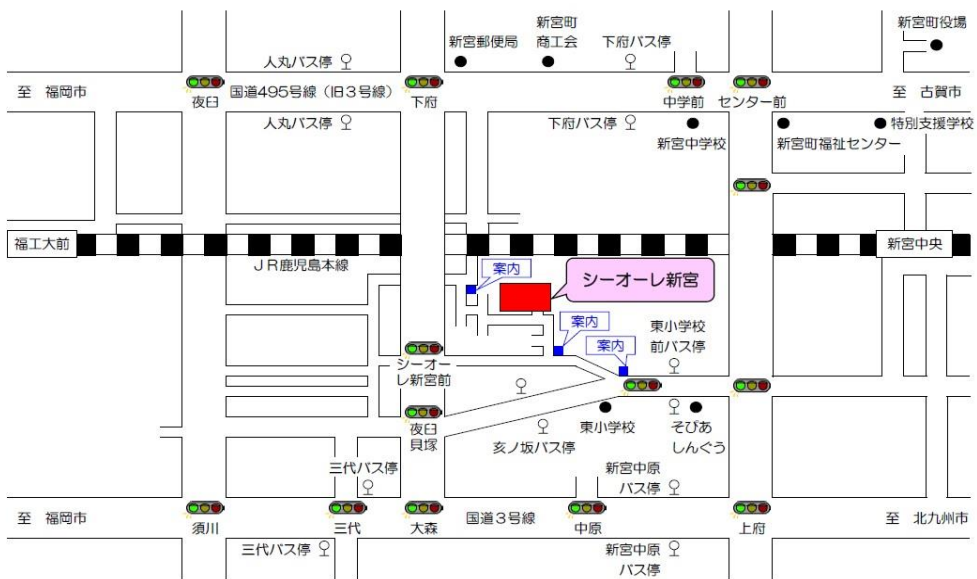 新宮町役場
新宮町
商工会
新宮郵便局
下府バス停
人丸バス停
至 福岡市
夜臼
国道495号線（旧3号線）
下府
中学前
センター前
至 古賀市
人丸バス停
下府バス停
特別支援学校
新宮中学校
新宮町福祉センター
福工大前
新宮中央
JR鹿児島本線
案内
シーオーレ新宮
案内
東小学校
前バス停
案内
シーオー
レ新宮前
夜臼
貝塚
東小学校
そぴあ
しんぐう
亥ノ坂バス停
三代バス停
新宮中原
バス停
至 福岡市
須川
三代
大森
国道3号線
中原
上府
至 北九州市
三代バス停
新宮中原
バス停